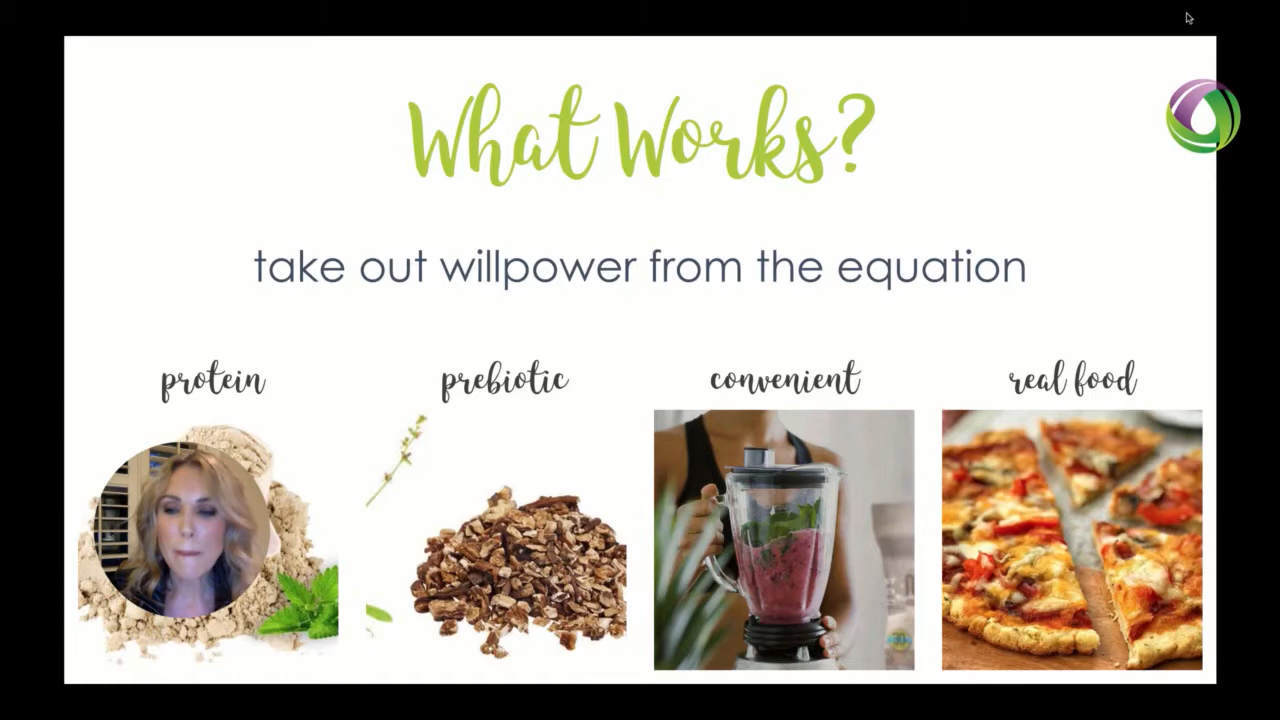 What Works?
take out willpower from the equation
protein
prebiotic
convenient
real food